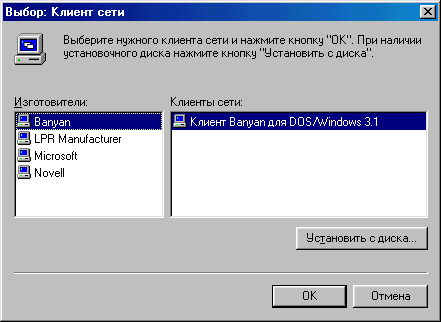 Выбор: Клиент сети
Выберите нужного клиента сети и нажмите кнопку "OK". При наличии
установочного диска нажмите кнопку "Установить с диска".
Изготовители:
Banyan
LPR Manufacturer
Microsoft
Novell
Клиенты сети:
Клиент Banyan для DOS/Windows 3.1
Установить с диска...
OK
Отмена